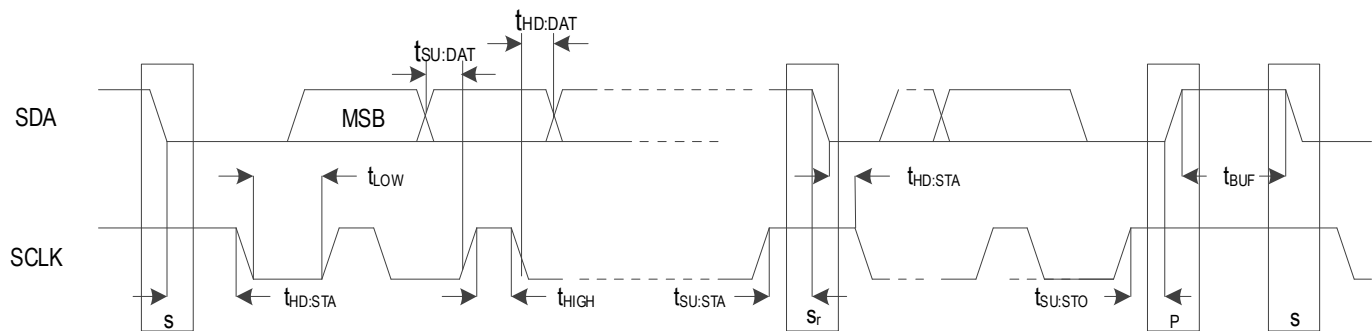 tHD:DAT
tSU:DAT
SDA
MSB
tLOW
tHD:STA
tBUF
SCLK
tHD:STA
tHIGH
tSU:STA
tSU:STO
S
Sr
P
S